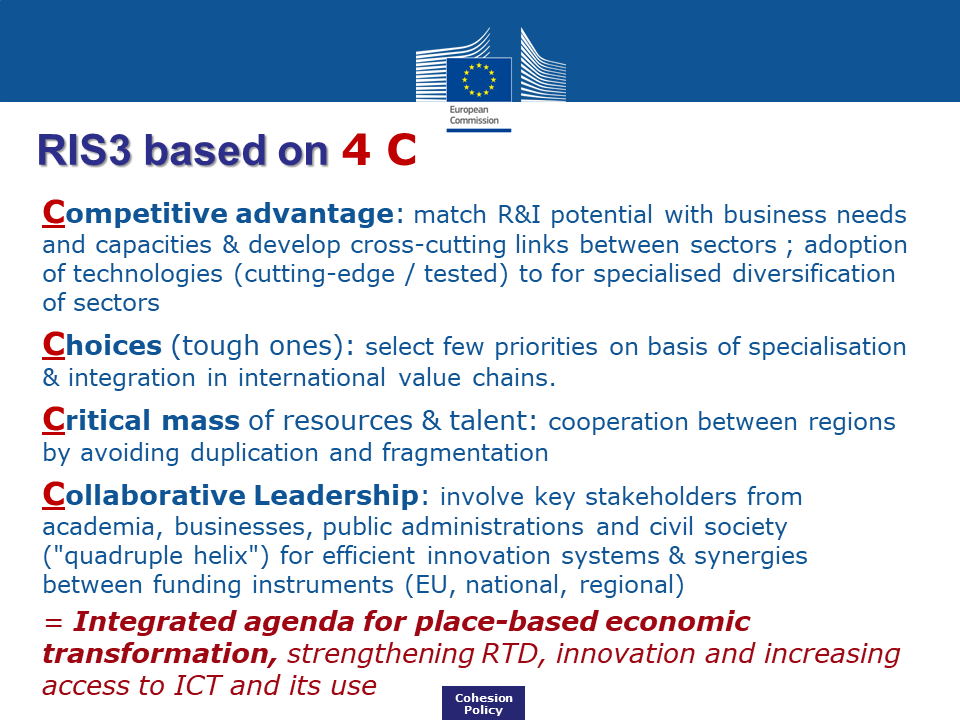 European
Commission
RIS3 based on 4 C
Competitive advantage: match R&I potential with business needs
and capacities & develop cross-cutting links between sectors ; adoption
of technologies (cutting-edge / tested) to for specialised diversification
of sectors
Choices (tough ones): select few priorities on basis of specialisation
& integration in international value chains.
Critical mass of resources & talent: cooperation between regions
by avoiding duplication and fragmentation
Collaborative Leadership: involve key stakeholders from
academia, businesses, public administrations and civil society
("quadruple helix") for efficient innovation systems & synergies
between funding instruments (EU, national, regional)
= Integrated agenda for place-based economic
transformation, strengthening RTD, innovation and increasing
access to ICT and its use
Cohesion
Policy